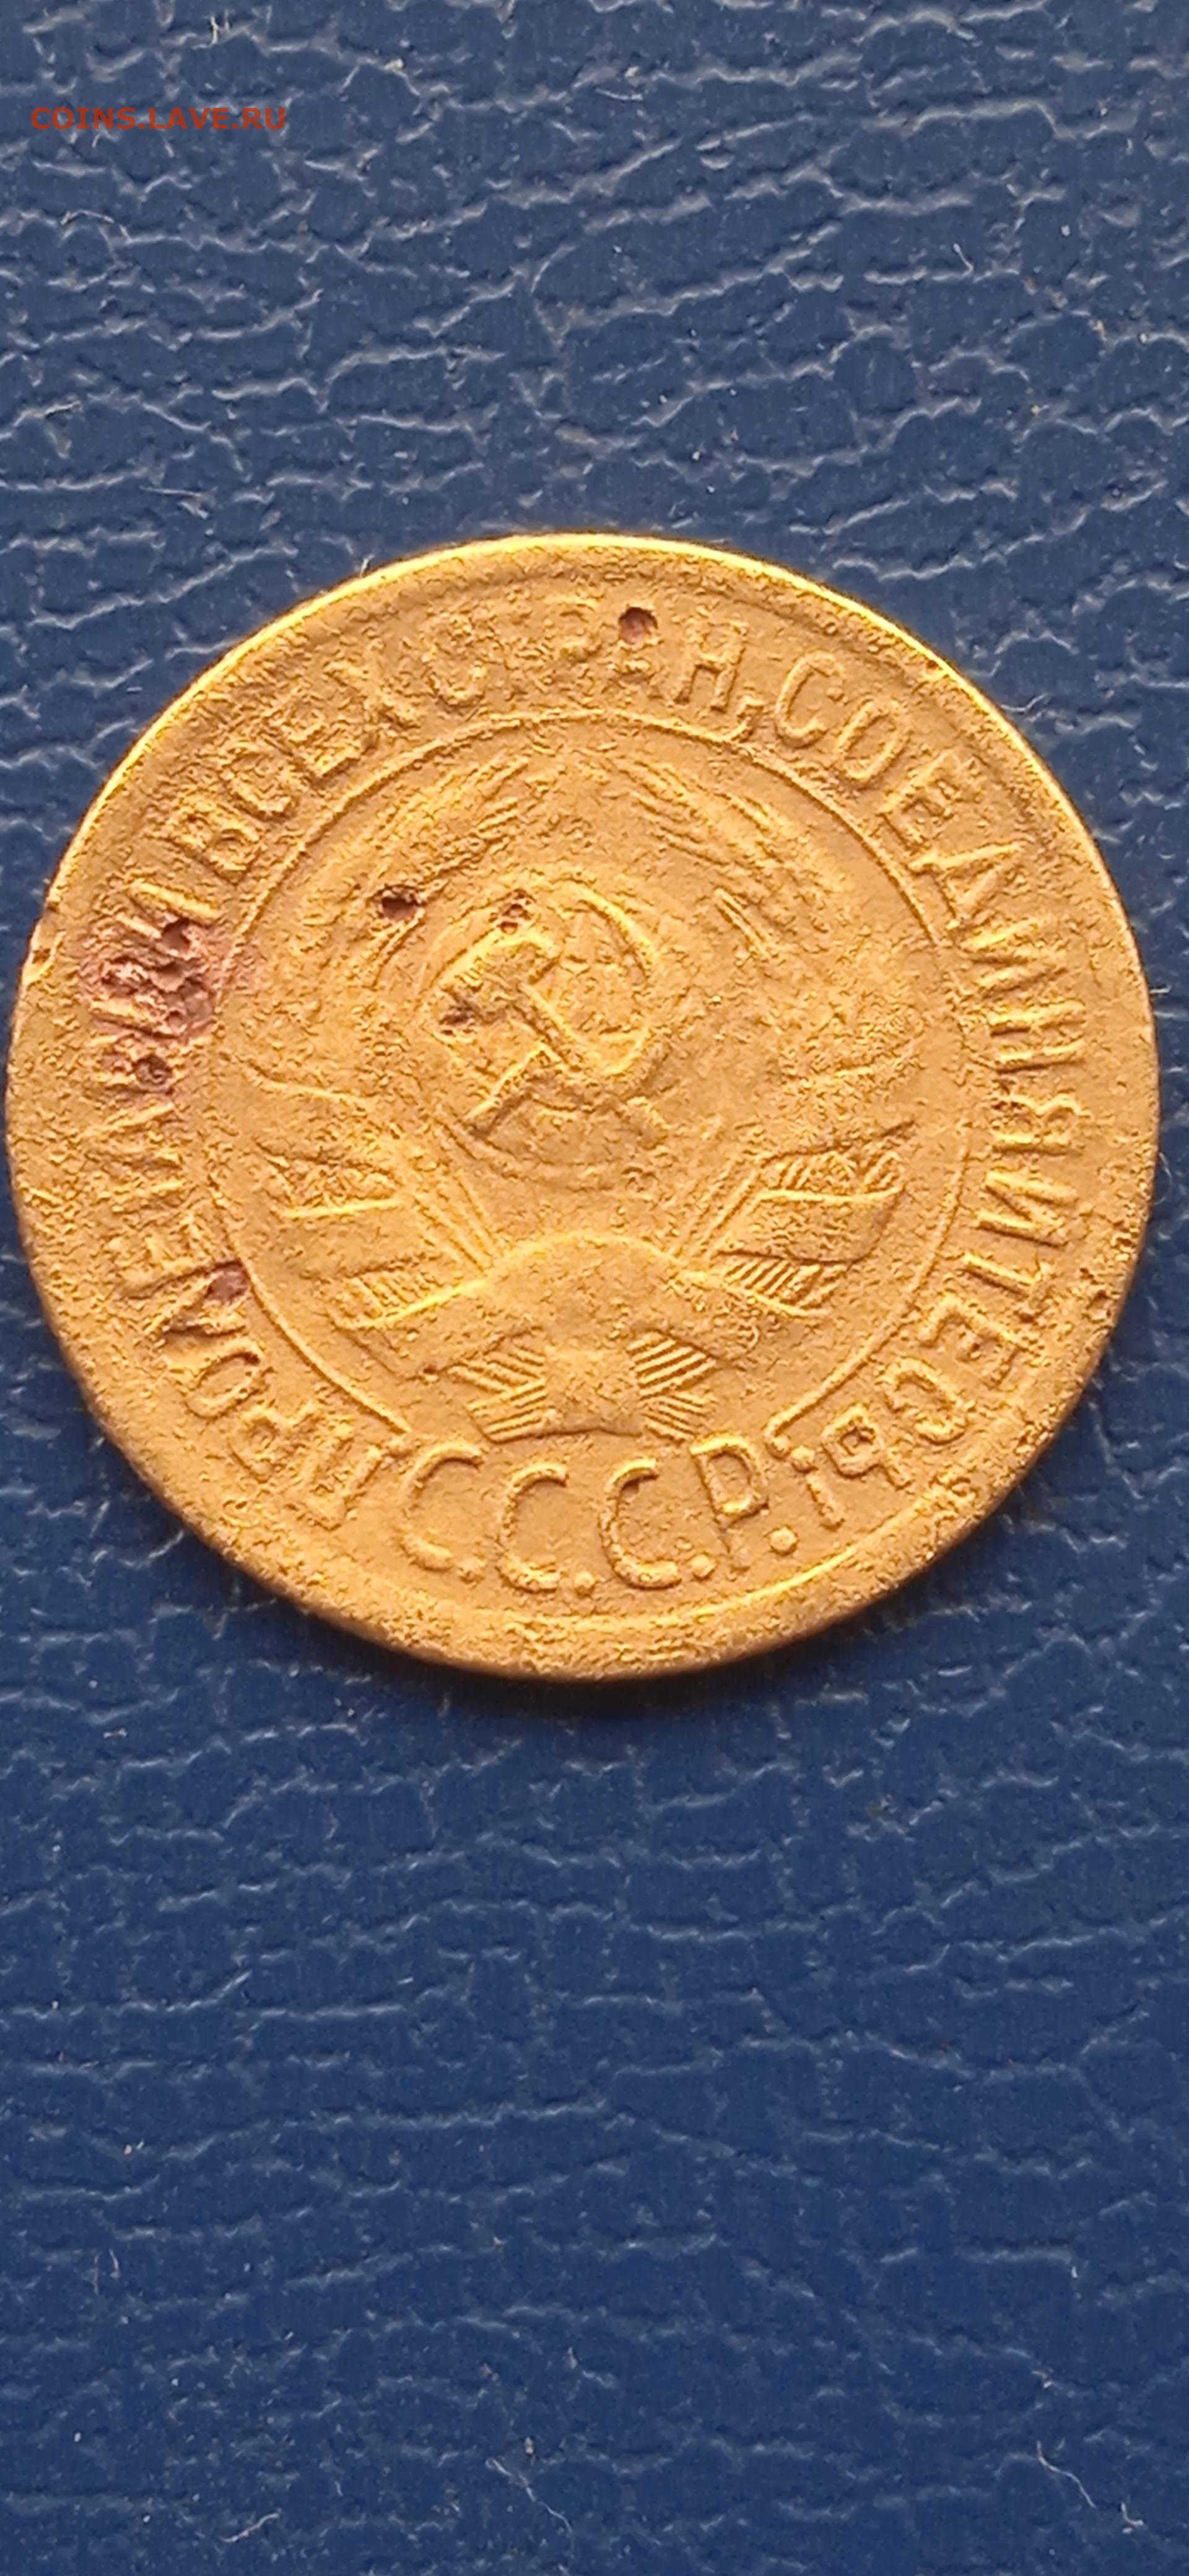 COINS.LAVE.RU
ПРОЛЕТАРИИ ВСЕХ СТРАН, СОЕДИНЯЙТЕСЬ!
С.С.С.Р.